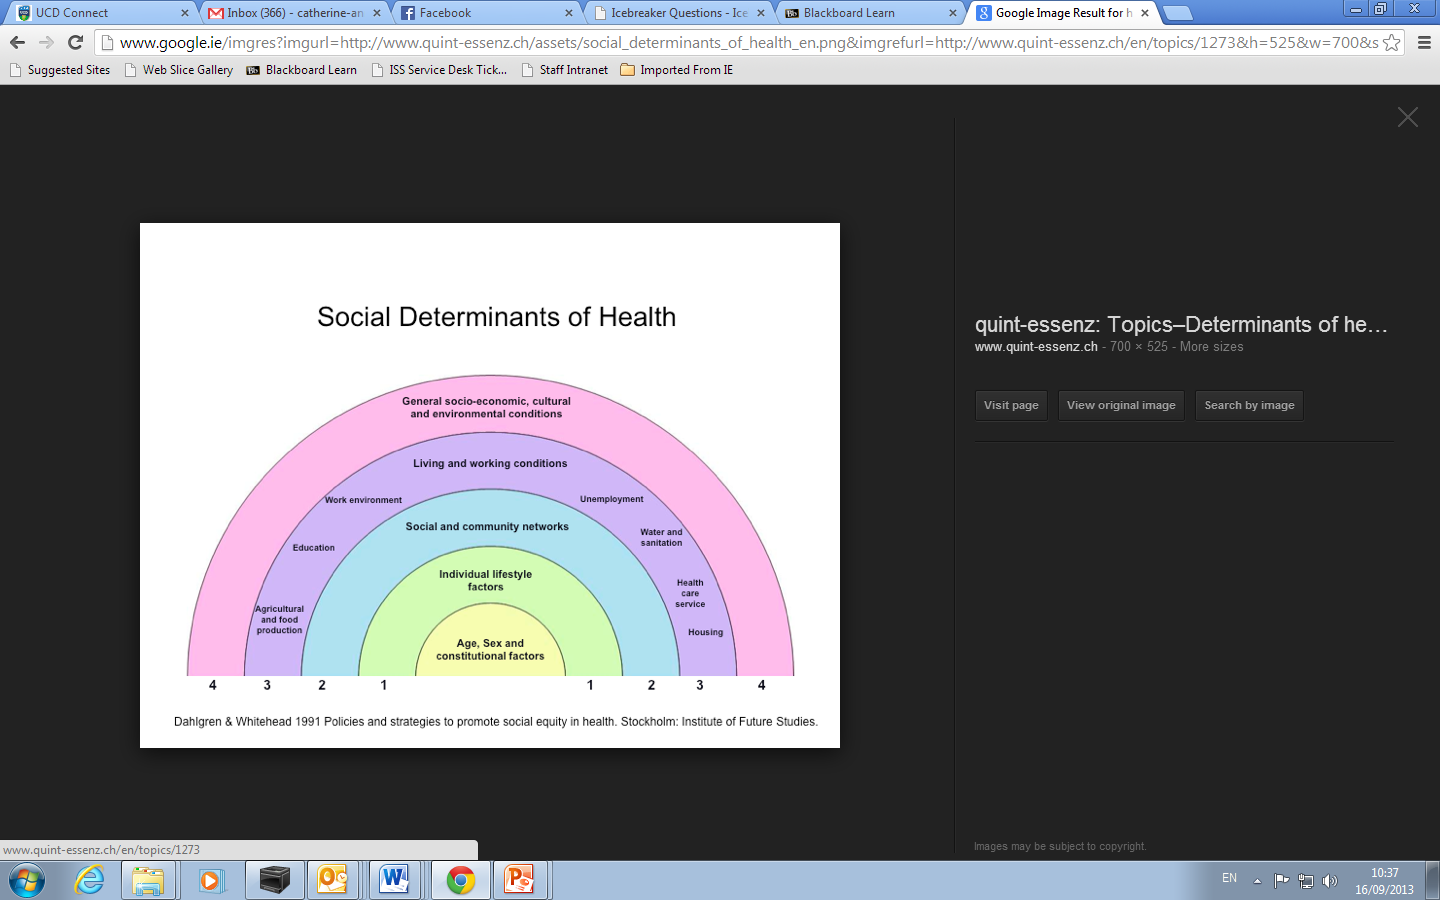 UCD Connect
Inbox (366) - catherine-an
Facebook
Icebreaker Questions - Ice
Blackboard Learn
Google Image Result for h
www.google.ie/imgres?imgurl=http://www.quint-essenz.ch/assets/social_determinants_of_health_en.png&imgrefurl=http://www.quint-essenz.ch/en/topics/1273&h=525&w=700&s
Suggested Sites
Web Slice Gallery
Blackboard Learn
ISS Service Desk Tick...
Staff Intranet
Imported From IE
Social Determinants of Health
General socio-economic, cultural
and environmental conditions
Living and working conditions
Work environment
Unemployment
Social and community networks
Water and
sanitation
Education
Individual lifestyle
factors
Health
care
service
Agricultural
and food
production
Housing
Age, Sex and
constitutional factors
4 3 2 1 1 2 3 4
Dahlgren & Whitehead 1991 Policies and strategies to promote social equity in health. Stockholm: Institute of Future Studies.
quint-essenz: Topics–Determinants of he...
www.quint-essenz.ch - 700 × 525 - More sizes
Visit page
View original image
Search by image
Images may be subject to copyright.
www.quint-essenz.ch/en/topics/1273
EN
10:37
16/09/2013